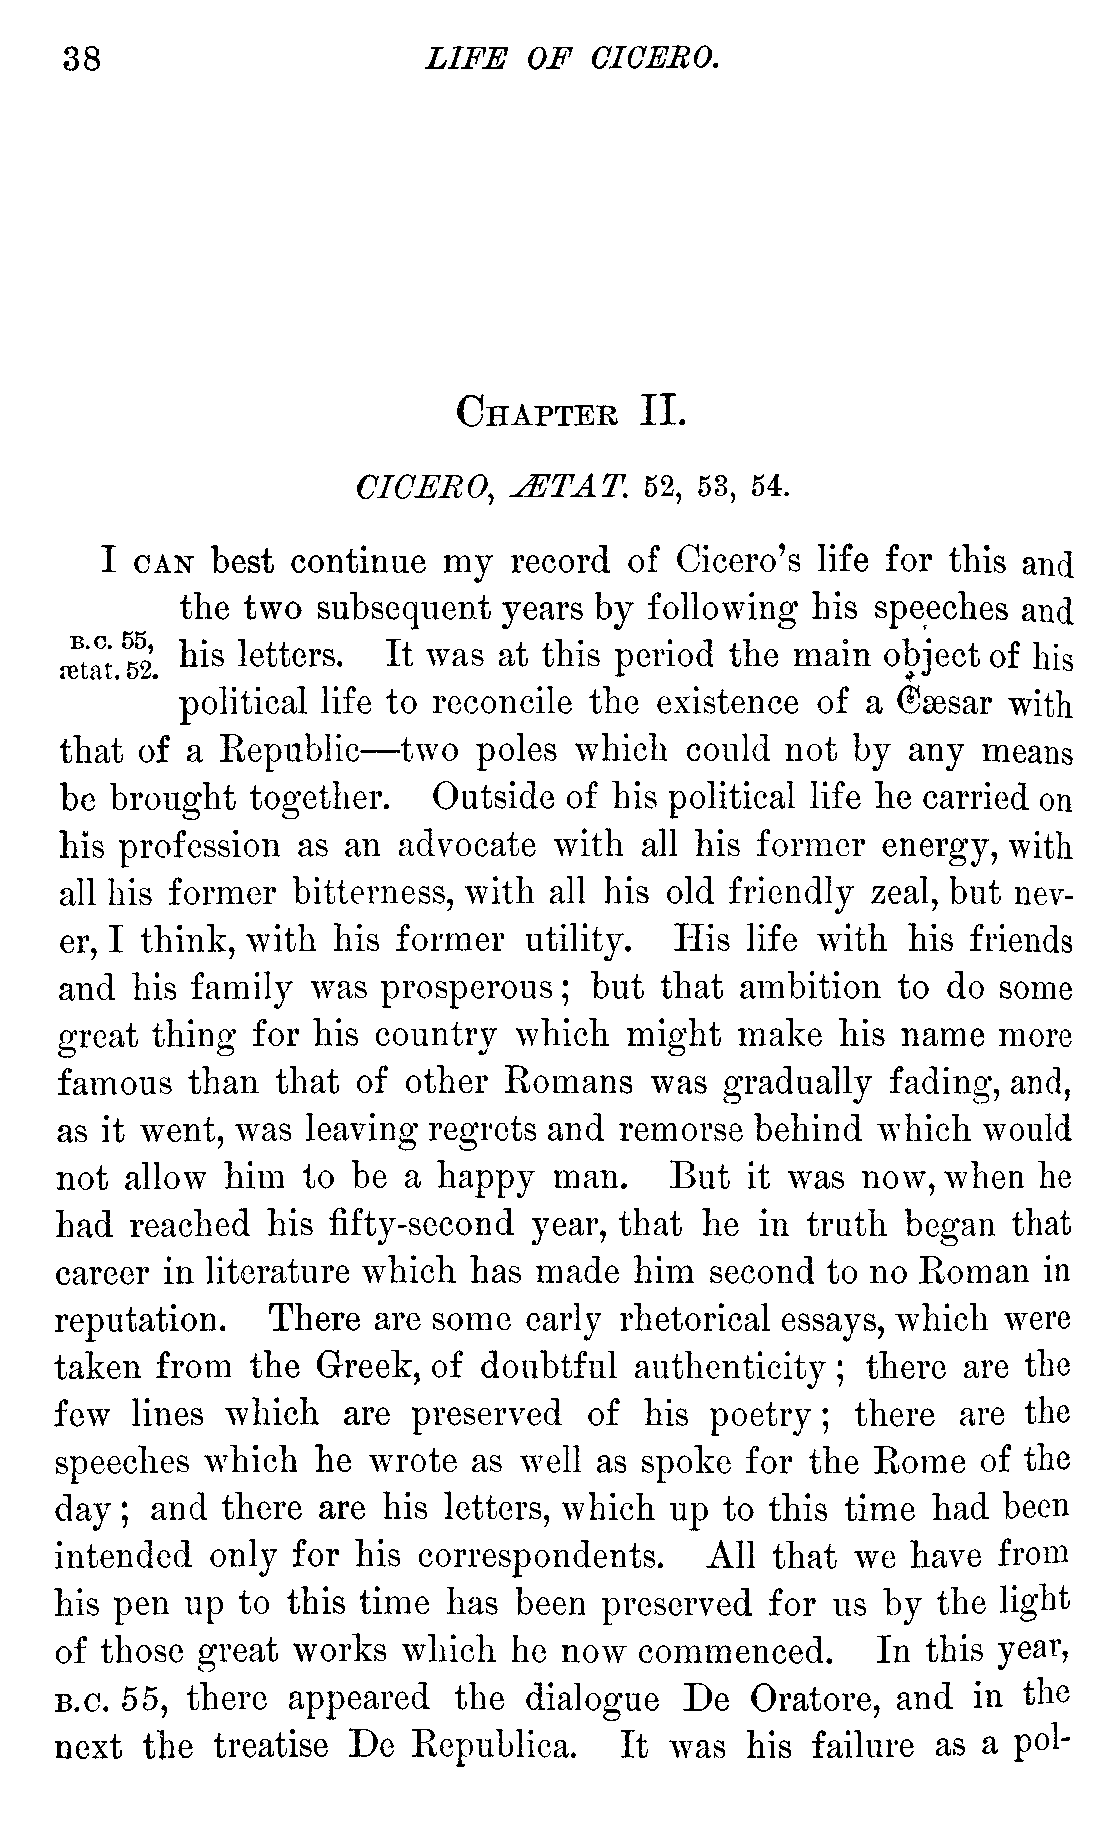 38 LIFE OF CICERO.
CHAPTER II.
CICERO, ÆTAT. 52, 53, 54.
I CAN best continue my record of Cicero's life for this and
the two subsequent years by following his speeches and
B.C. 55,
ætat. 52.
his letters. It was at this period the main object of his
political life to reconcile the existence of a Cæsar with
that of a Republic—two poles which could not by any means
be brought together. Outside of his political life he carried on
his profession as an advocate with all his former energy, with
all his former bitterness, with all his old friendly zeal, but nev-
er, I think, with his former utility. His life with his friends
and his family was prosperous; but that ambition to do some
great thing for his country which might make his name more
famous than that of other Romans was gradually fading, and,
as it went, was leaving regrets and remorse behind which would
not allow him to be a happy man. But it was now, when he
had reached his fifty-second year, that he in truth began that
career in literature which has made him second to no Roman in
reputation. There are some early rhetorical essays, which were
taken from the Greek, of doubtful authenticity; there are the
few lines which are preserved of his poetry; there are the
speeches which he wrote as well as spoke for the Rome of the
day; and there are his letters, which up to this time had been
intended only for his correspondents. All that we have from
his pen up to this time has been preserved for us by the light
of those great works which he now commenced. In this year,
B.C. 55, there appeared the dialogue De Oratore, and in the
next the treatise De Republica. It was his failure as a pol-